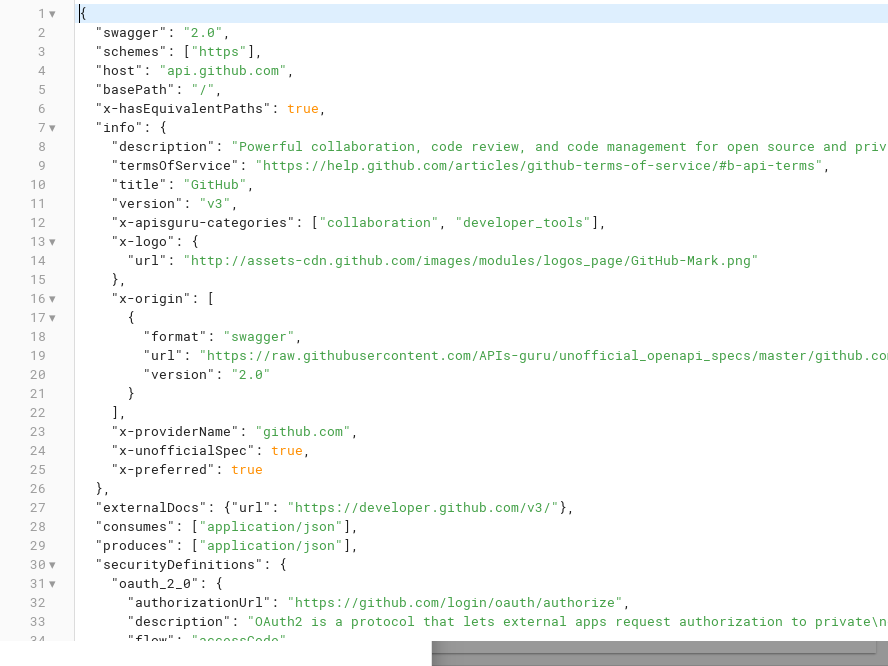 1 {
2 "swagger": "2.0",
3 "schemes": ["https"],
4 "host": "api.github.com",
5 "basePath": "/",
6 "x-hasEquivalentPaths": true,
7 "info": {
8 "description": "Powerful collaboration, code review, and code management for open source and priv
9 "termsOfService": "https://help.github.com/articles/github-terms-of-service/#b-api-terms",
10 "title": "GitHub",
11 "version": "v3",
12 "x-apisguru-categories": ["collaboration", "developer_tools"],
13 "x-logo": {
14 "url": "http://assets-cdn.github.com/images/modules/logos_page/GitHub-Mark.png"
15 },
16 "x-origin": [
17 {
18 "format": "swagger",
19 "url": "https://raw.githubusercontent.com/APIs-guru/unofficial_openapi_specs/master/github.co
20 "version": "2.0"
21 }
22 ],
23 "x-providerName": "github.com",
24 "x-unofficialSpec": true,
25 "x-preferred": true
26 },
27 "externalDocs": {"url": "https://developer.github.com/v3/"},
28 "consumes": ["application/json"],
29 "produces": ["application/json"],
30 "securityDefinitions": {
31 "oauth_2_0": {
32 "authorizationUrl": "https://github.com/login/oauth/authorize",
33 "description": "OAuth2 is a protocol that lets external apps request authorization to private\n
34 "flow": "accessCode"